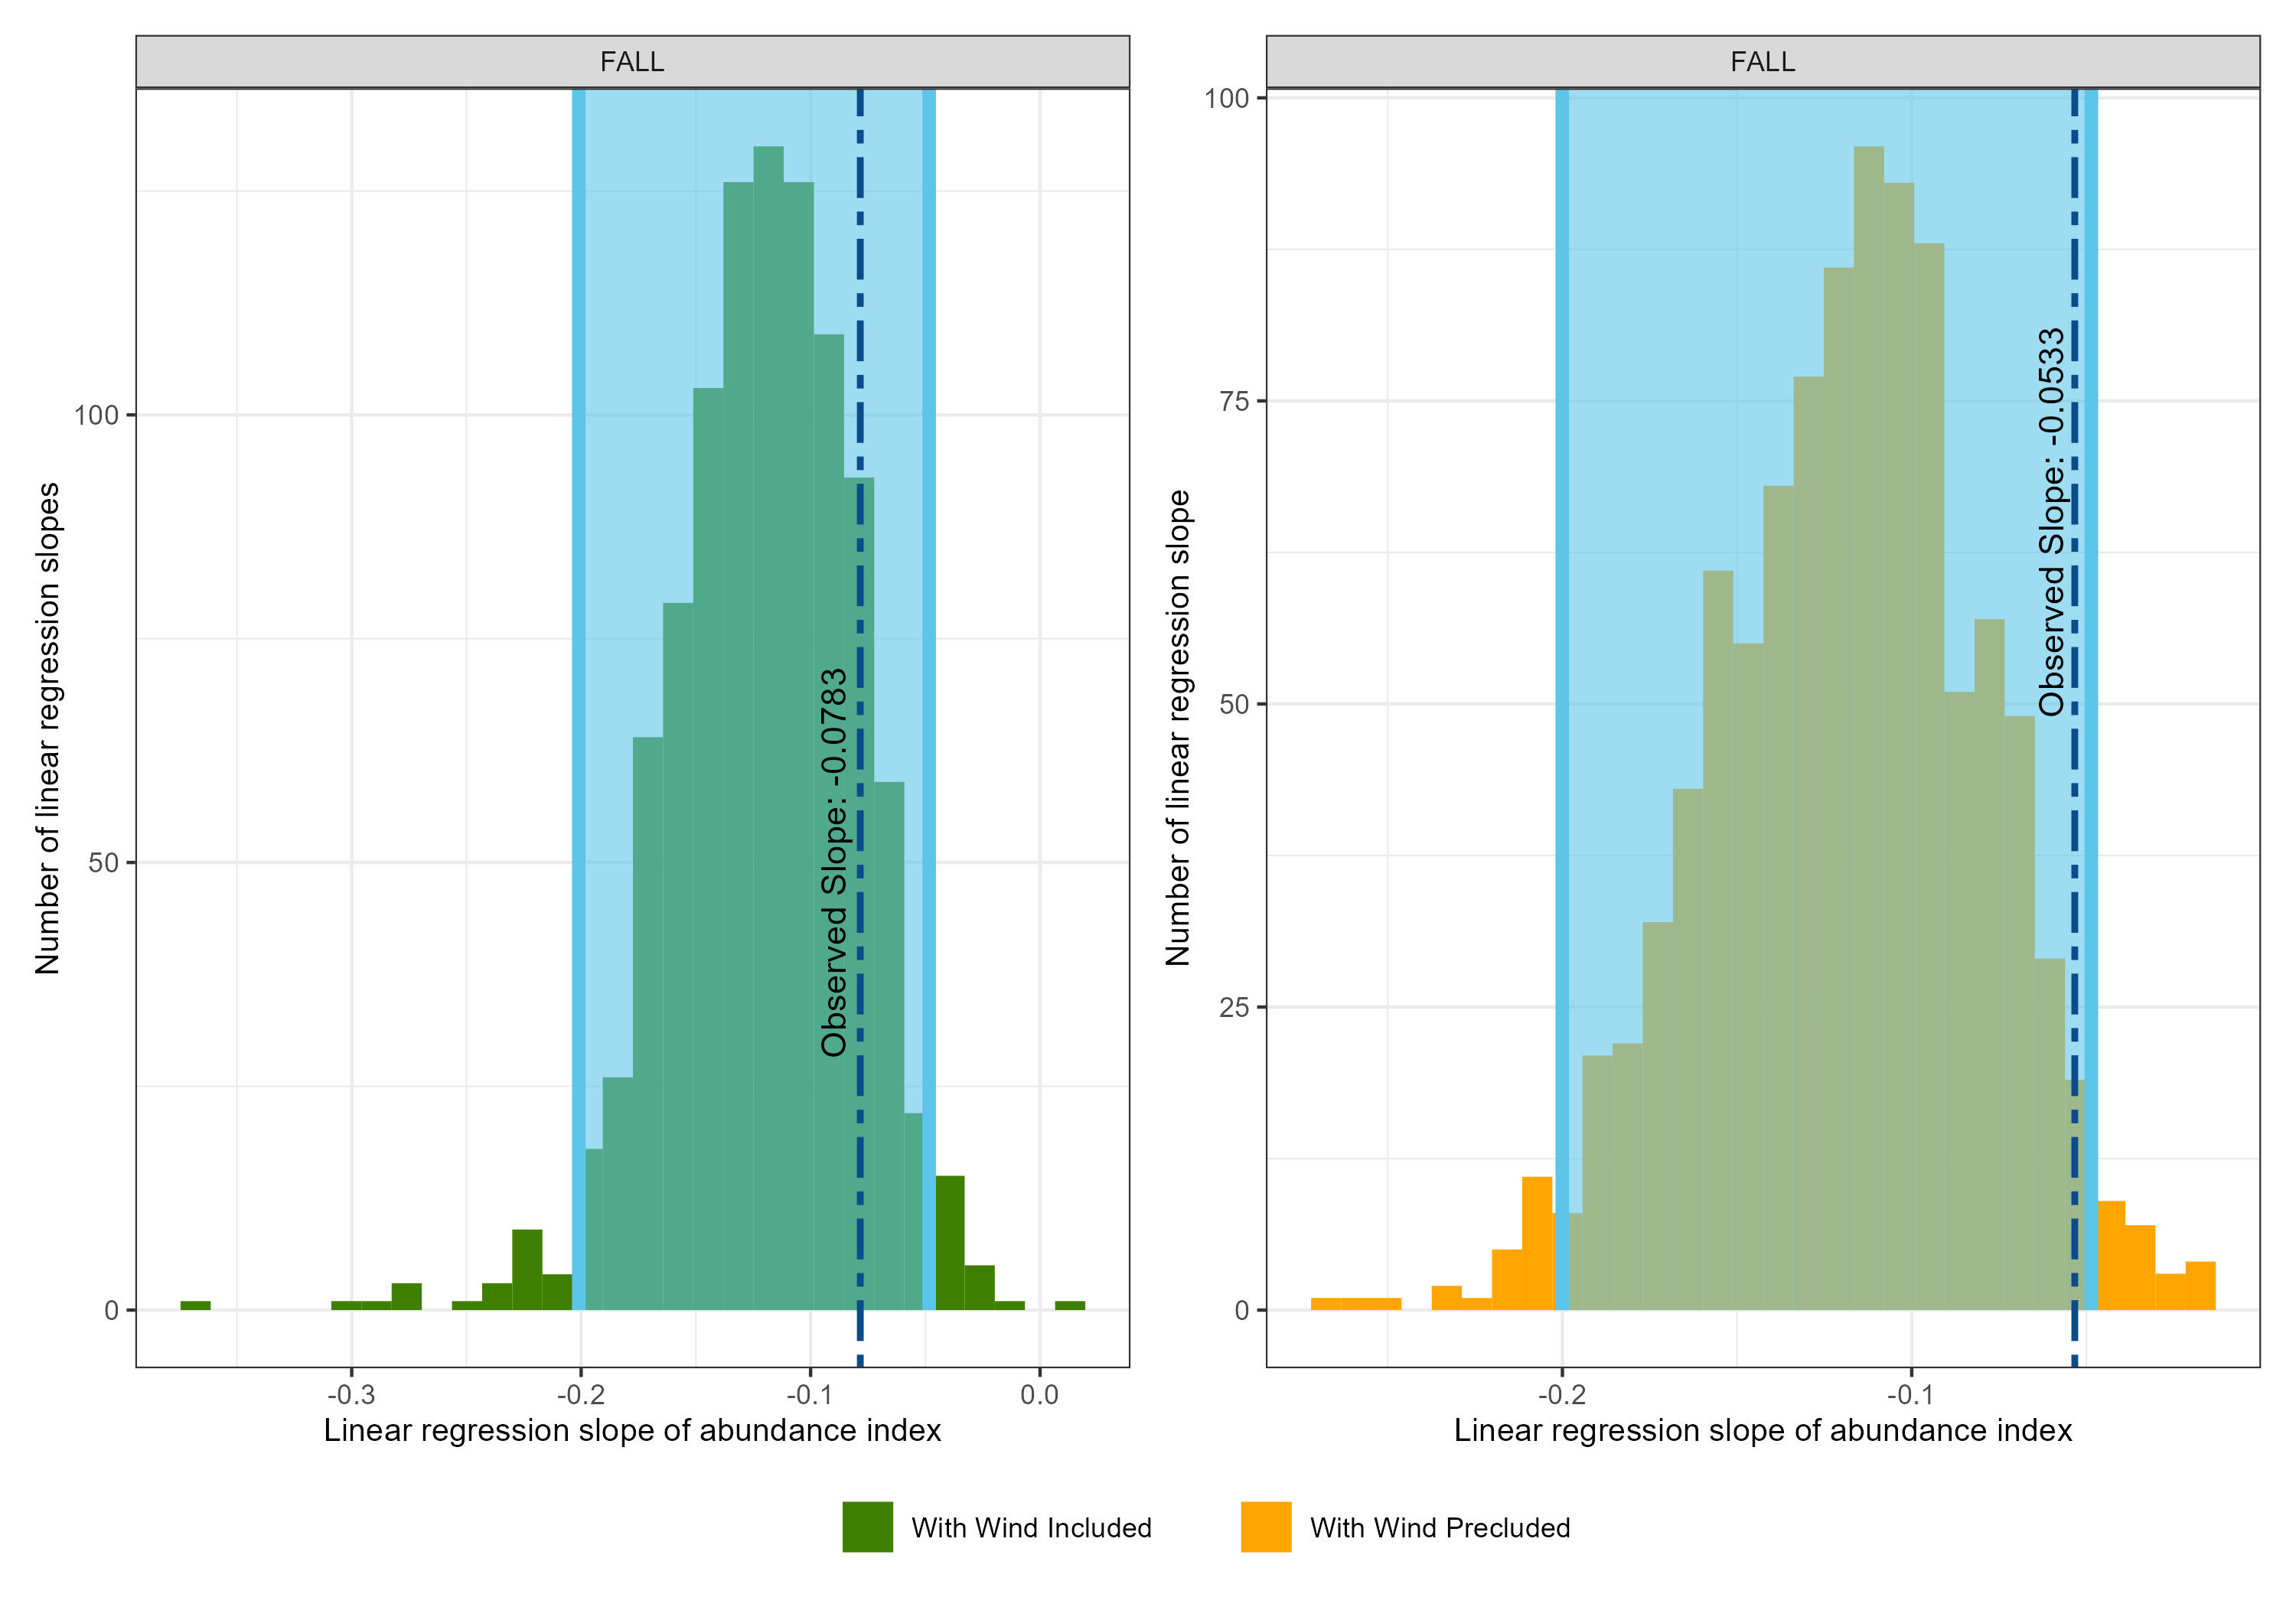 FALL
Number of linear regression slopes
100
50
0
Observed Slope: -0.0783
-0.3 -0.2 -0.1 0.0
Linear regression slope of abundance index
FALL
Number of linear regression slope
100
75
50
25
0
Observed Slope: -0.0533
-0.2 -0.1
Linear regression slope of abundance index
With Wind Included
With Wind Precluded